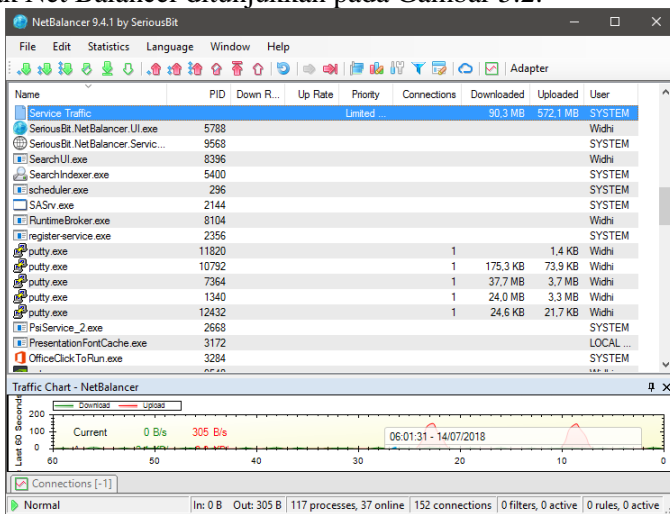 Net Balancer ditunjukkan pada Gambar 3.2.
NetBalancer 9.4.1 by SeriousBit
File Edit Statistics Language Window Help
Adapter
Name PID Down R... Up Rate Priority Connections Downloaded Uploaded User
Service Traffic Limited ... 90,3 MB 572,1 MB SYSTEM
SeriousBit.NetBalancer.UI.exe 5788 Widhi
SeriousBit.NetBalancer.Servic... 9568 SYSTEM
SearchUI.exe 8396 Widhi
SearchIndexer.exe 5400 SYSTEM
scheduler.exe 296 SYSTEM
SASrv.exe 2144 SYSTEM
RuntimeBroker.exe 8104 Widhi
register-service.exe 2356 SYSTEM
putty.exe 11820 1 1,4 KB Widhi
putty.exe 10792 1 175,3 KB 73,9 KB Widhi
putty.exe 7364 1 37,7 MB 3,7 MB Widhi
putty.exe 1340 1 24,0 MB 3,3 MB Widhi
putty.exe 12432 1 24,6 KB 21,7 KB Widhi
PsiService_2.exe 2668 SYSTEM
PresentationFontCache.exe 3172 LOCAL ...
OfficeClickToRun.exe 3284 SYSTEM
Traffic Chart - NetBalancer
Download Upload
Last 60 Seconds
200
100 Current 0 B/s 305 B/s
06:01:31 - 14/07/2018
0
60 50 40 30 20 10 0
Connections [-1]
Normal In: 0 B Out: 305 B 117 processes, 37 online 152 connections 0 filters, 0 active 0 rules, 0 active